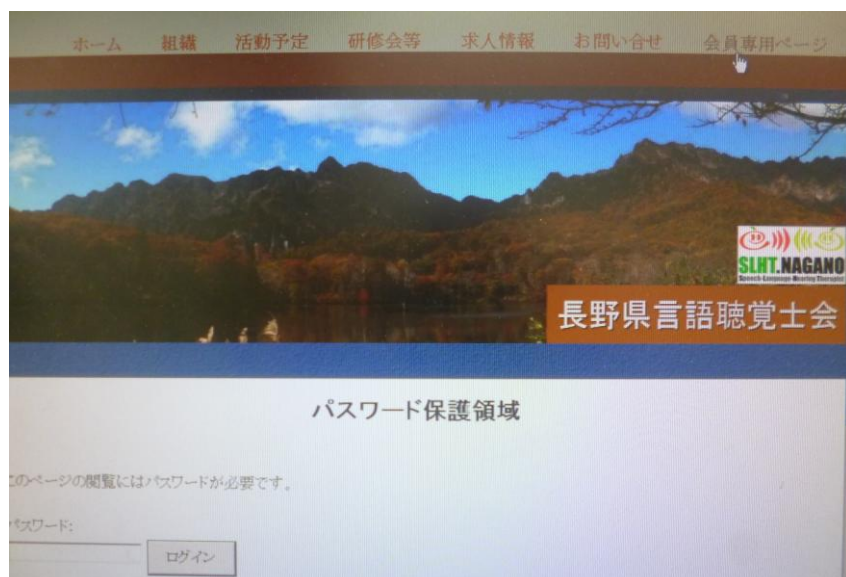 ホーム 組織 活動予定 研修会等 求人情報 お問い合せ 会員専用ページ
SLHT.NAGANO
Speech-Language-Hearing Therapist
長野県言語聴覚士会
パスワード保護領域
このページの閲覧にはパスワードが必要です。
パスワード:
ログイン